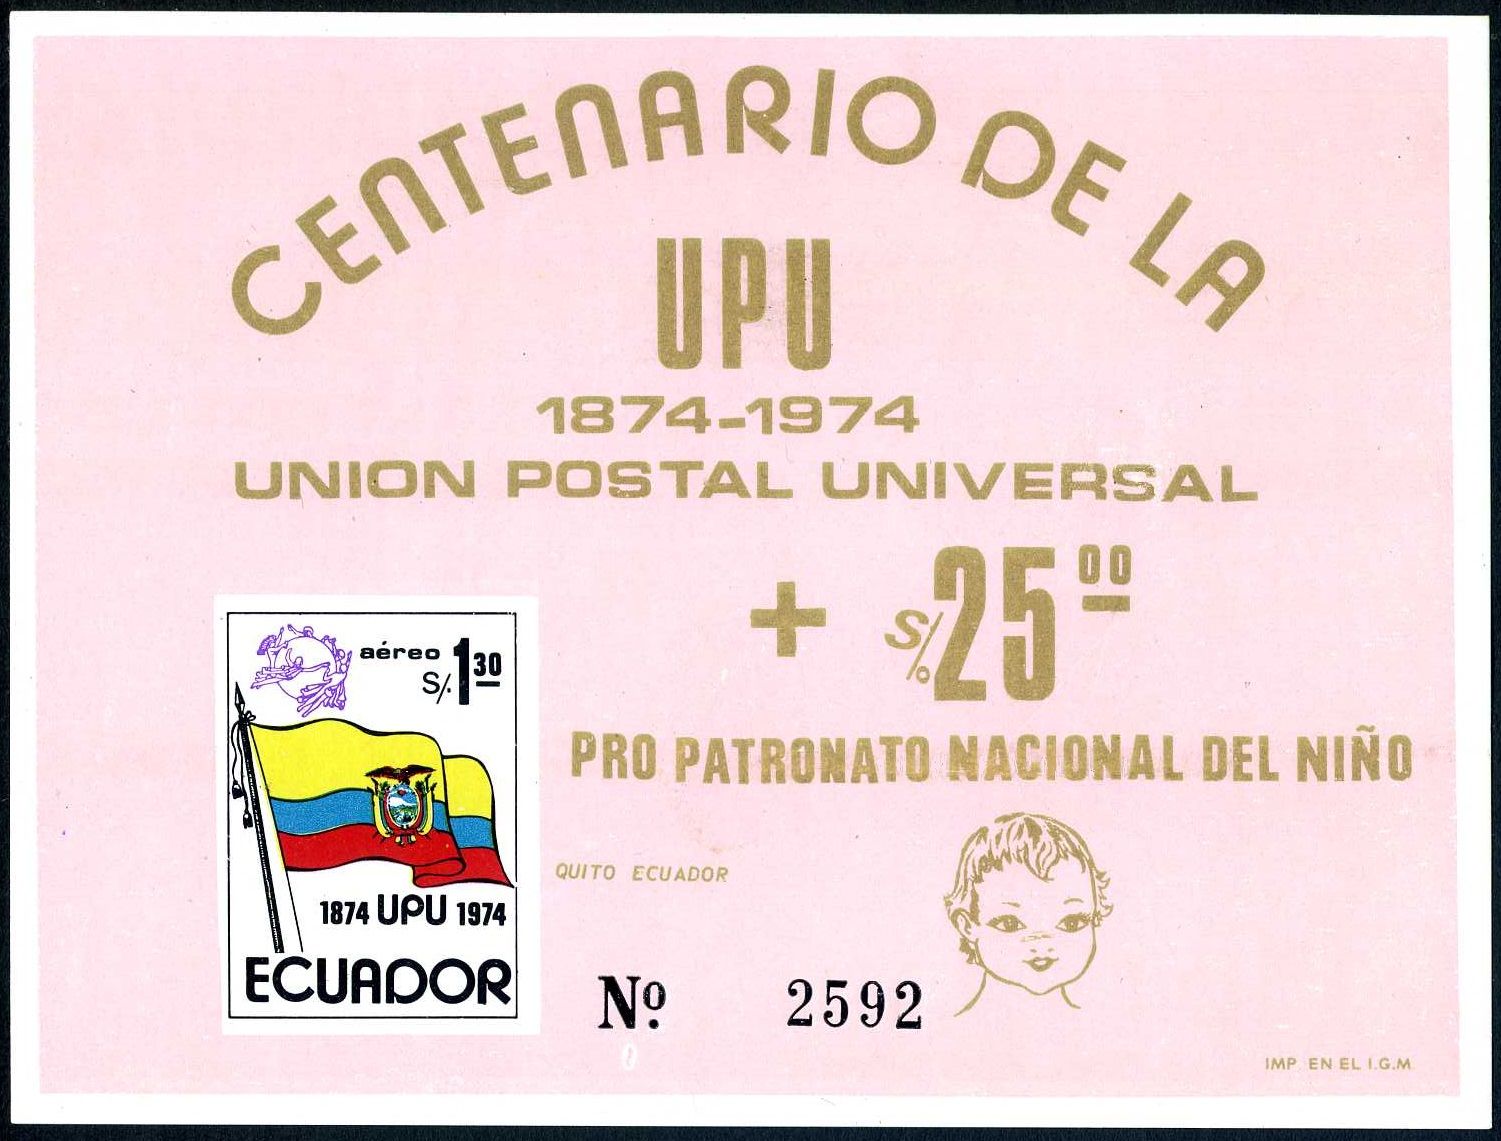 CENTENARIO DE LA
UPU
1874-1974
UNION POSTAL UNIVERSAL
+ S/. 25 00
PRO PATRONATO NACIONAL DEL NIÑO
aéreo
S/. 1 30
1874 UPU 1974
ECUADOR
QUITO ECUADOR
Nº. 2592
IMP. EN EL I.G.M.